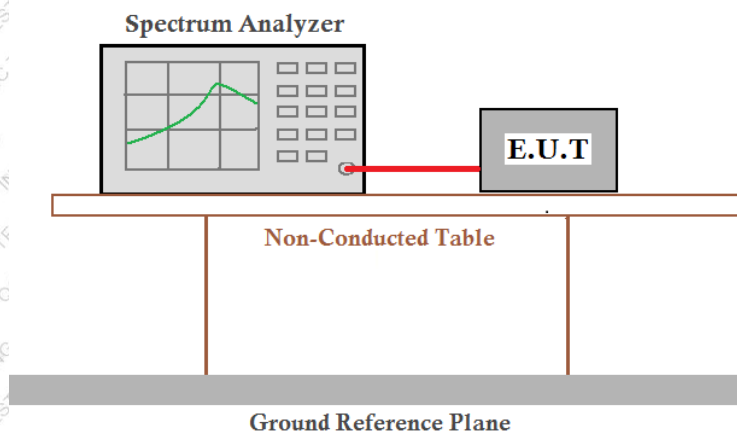 Spectrum Analyzer
E.U.T
Non-Conducted Table
Ground Reference Plane